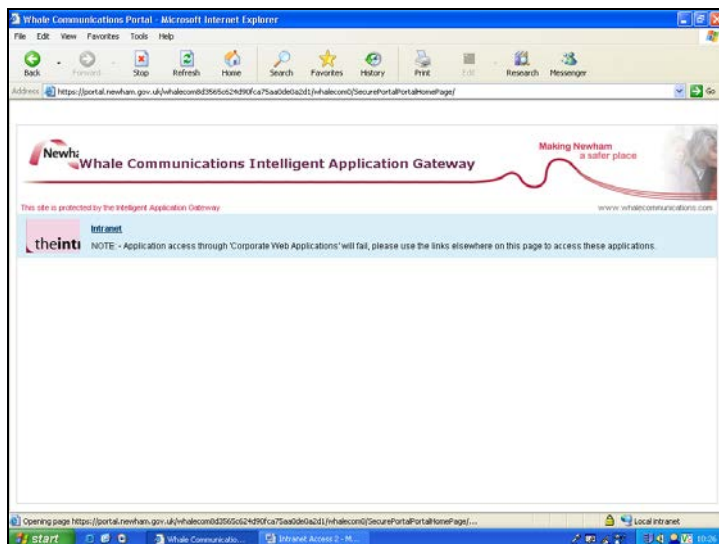 Whale Communications Portal - Microsoft Internet Explorer
File Edit View Favorites Tools Help
Back Forward Stop Refresh Home Search Favorites History Print Edit Research Messenger
Address https://portal.newham.gov.uk/whalecom8d3565c624d90fca75aa0de0a2d1/whalecom0/SecurePortalPortalHomePage/ Go
Making Newham
a safer place
Newh
Whale Communications Intelligent Application Gateway
This site is protected by the Intelligent Application Gateway www.whalecommunications.com
Intranet
theintr
NOTE: - Application access through 'Corporate Web Applications' will fail, please use the links elsewhere on this page to access these applications.
Opening page https://portal.newham.gov.uk/whalecom8d3565c624d90fca75aa0de0a2d1/whalecom0/SecurePortalPortalHomePage/... Local intranet
start Whale Communicatio... Intranet Access 2 - M... 10:26